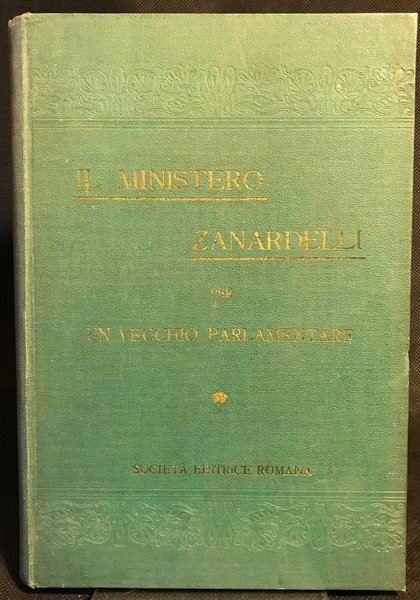 IL MINISTERO
ZANARDELLI
PER
UN VECCHIO PARLAMENTARE
SOCIETÀ EDITRICE ROMANA